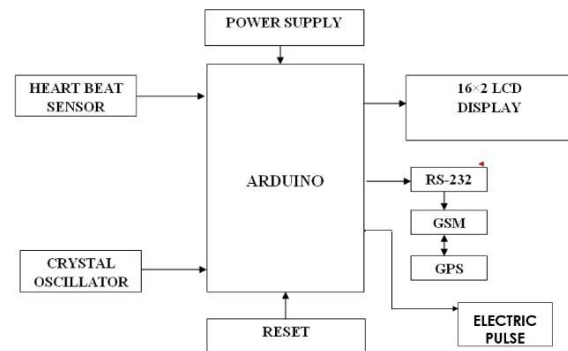 POWER SUPPLY
HEART BEAT
SENSOR
16×2 LCD
DISPLAY
ARDUINO
RS-232
GSM
GPS
CRYSTAL
OSCILLATOR
RESET
ELECTRIC
PULSE